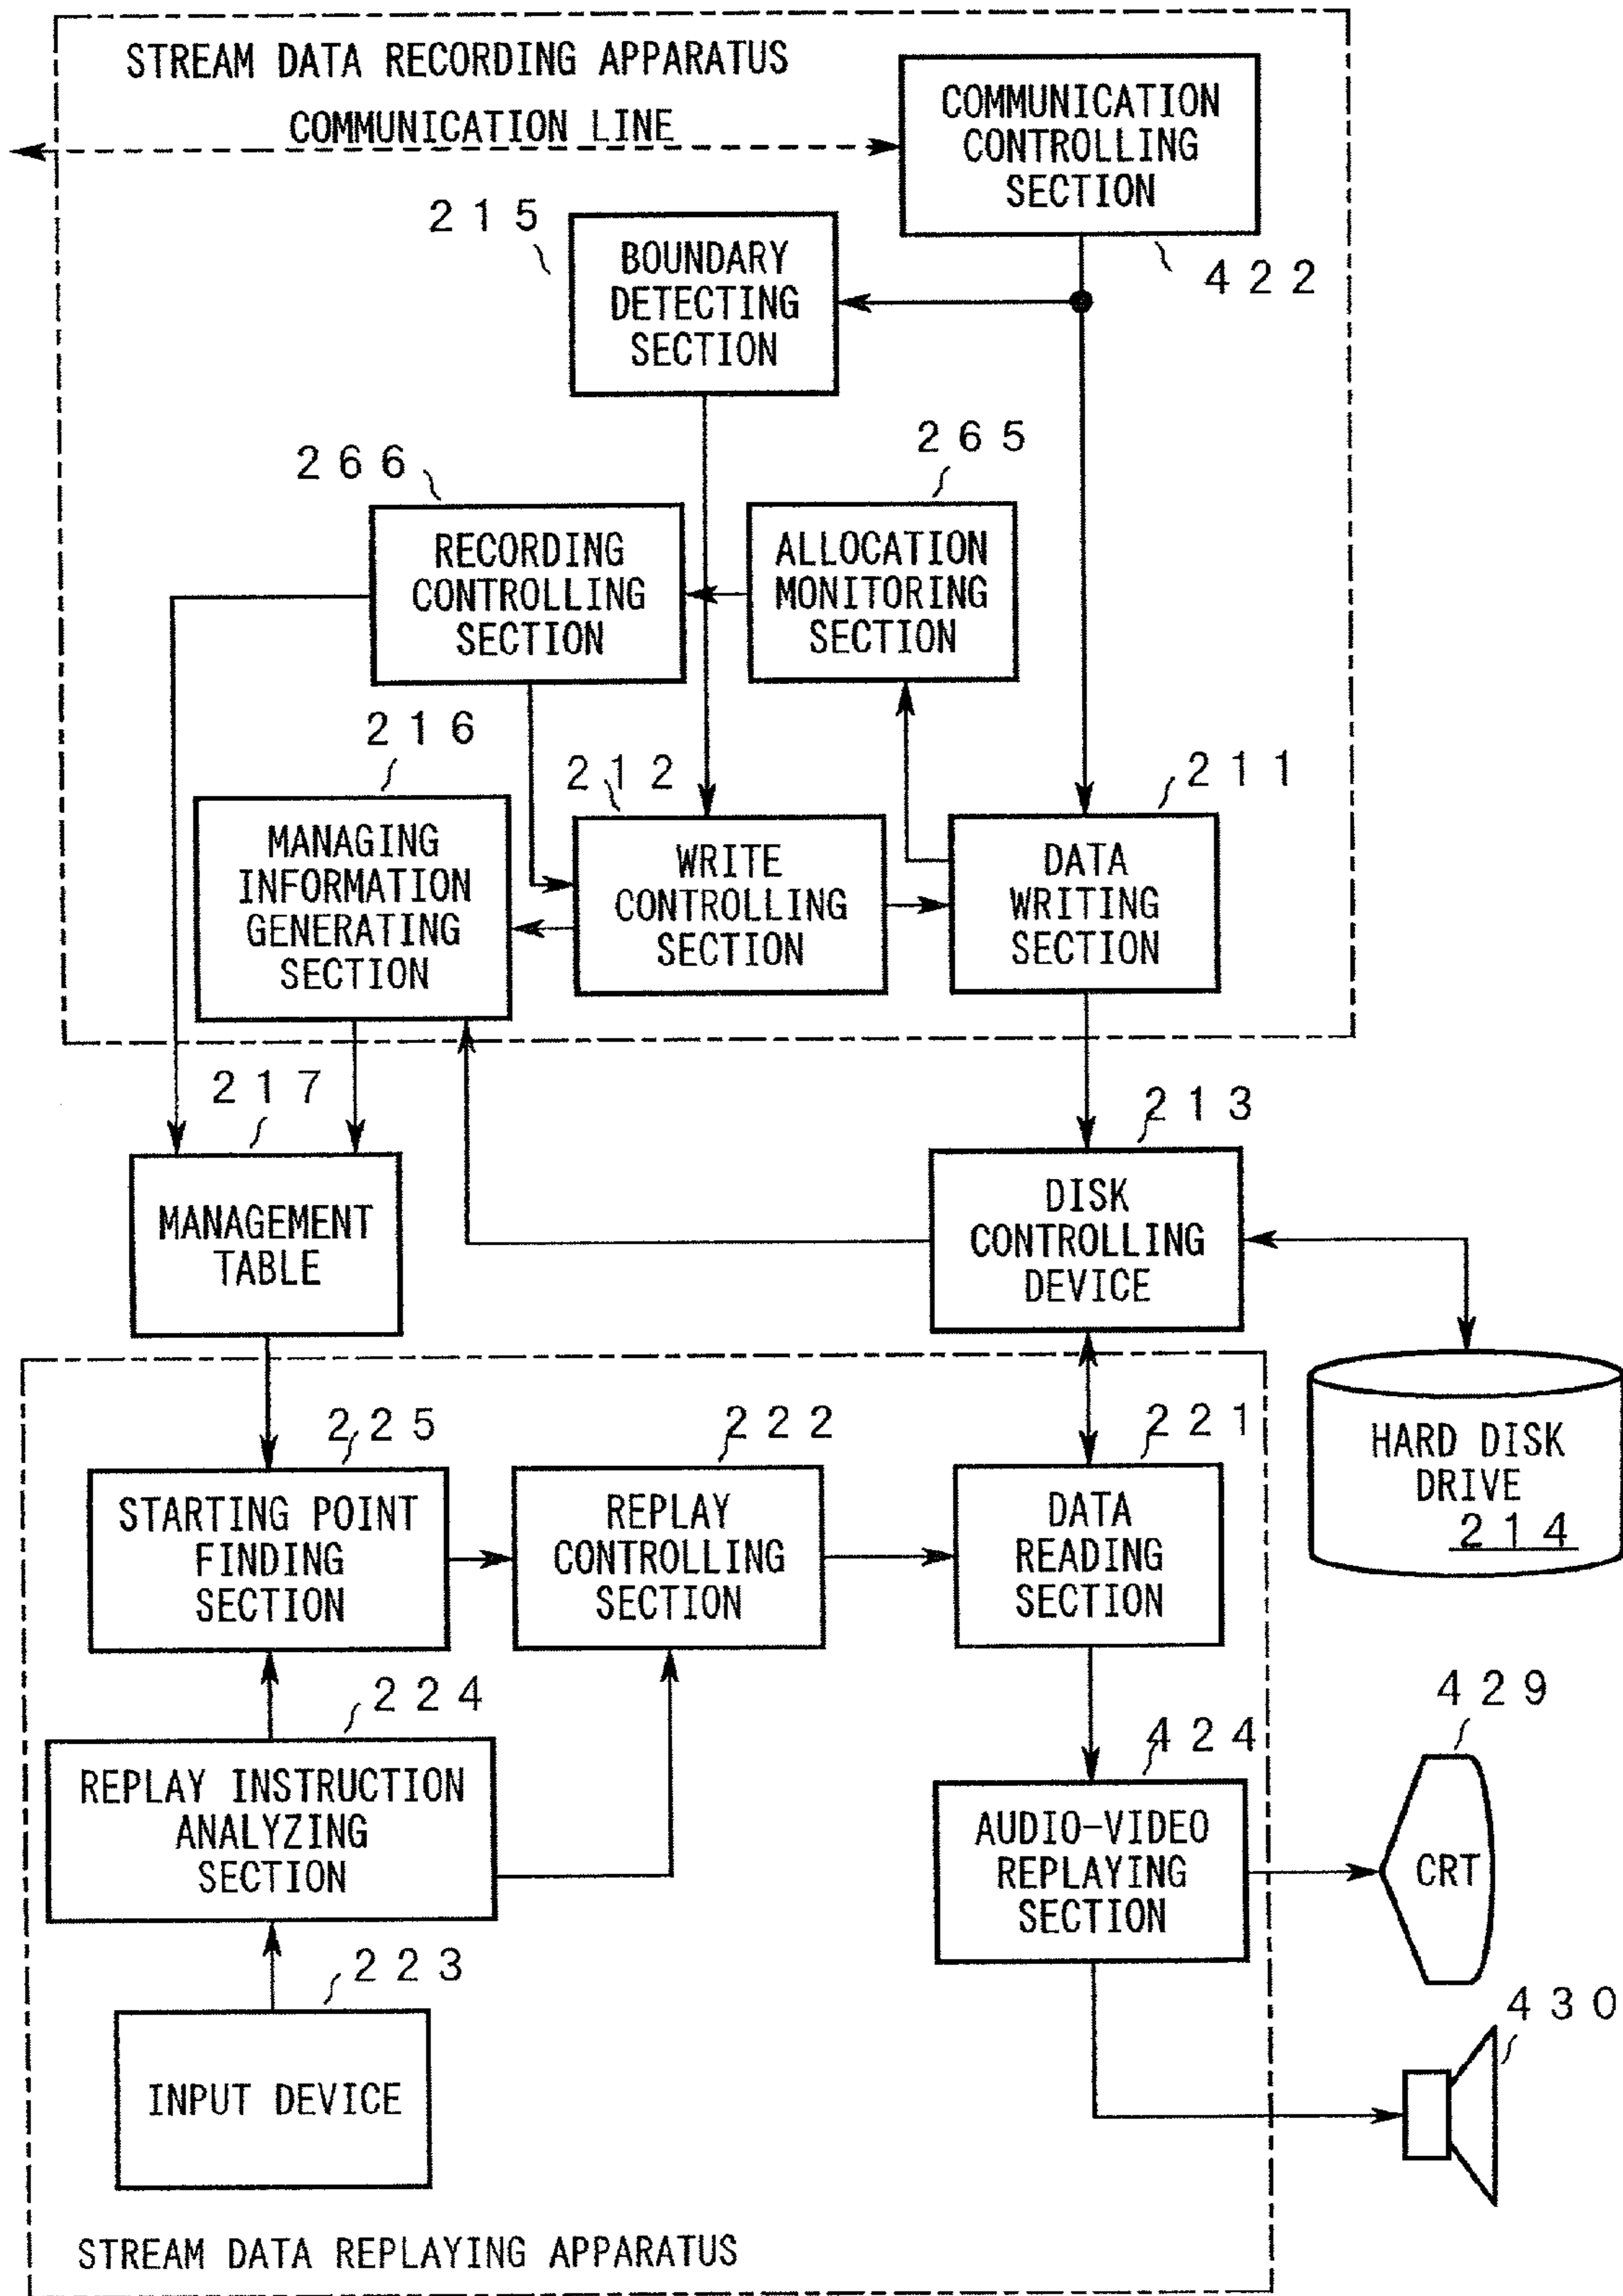 STREAM DATA RECORDING APPARATUS
COMMUNICATION LINE
COMMUNICATION
CONTROLLING
SECTION
422
215
BOUNDARY
DETECTING
SECTION
266
RECORDING
CONTROLLING
SECTION
265
ALLOCATION
MONITORING
SECTION
216
MANAGING
INFORMATION
GENERATING
SECTION
212
WRITE
CONTROLLING
SECTION
211
DATA
WRITING
SECTION
217
MANAGEMENT
TABLE
213
DISK
CONTROLLING
DEVICE
HARD DISK
DRIVE
214
225
STARTING POINT
FINDING
SECTION
222
REPLAY
CONTROLLING
SECTION
221
DATA
READING
SECTION
224
REPLAY INSTRUCTION
ANALYZING
SECTION
424
AUDIO-VIDEO
REPLAYING
SECTION
429
CRT
223
INPUT DEVICE
430
STREAM DATA REPLAYING APPARATUS